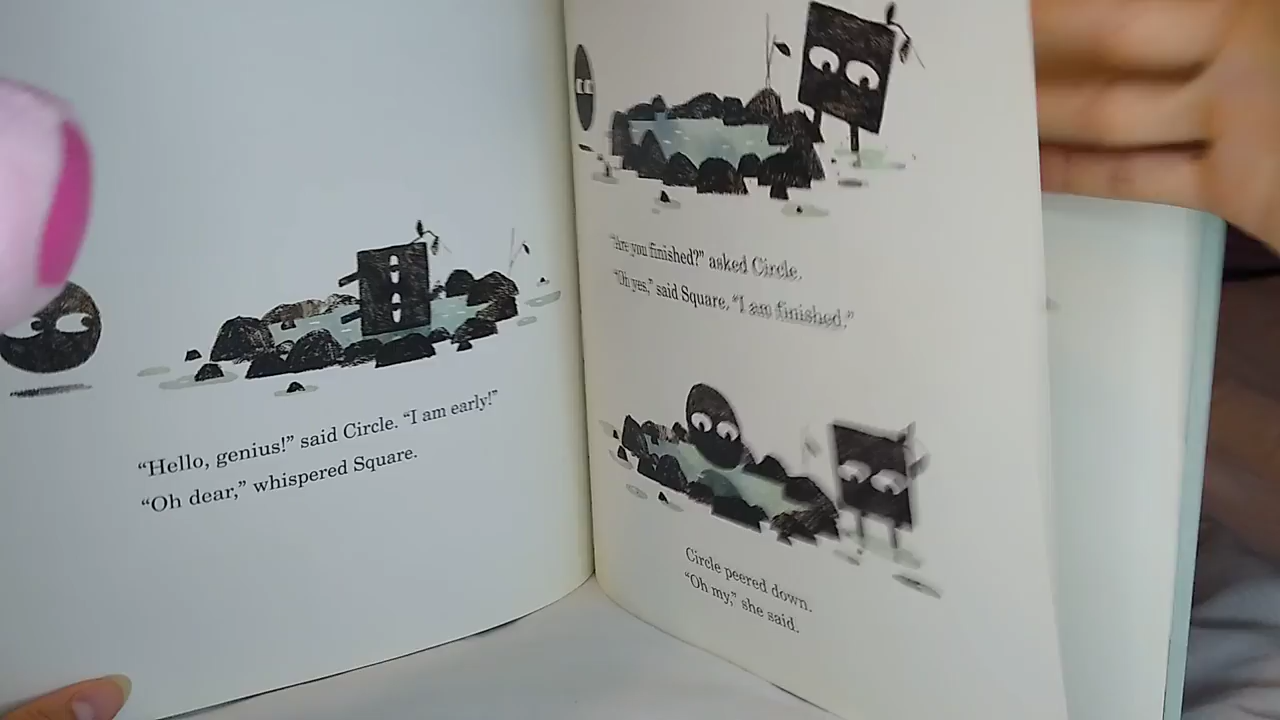 “Hello, genius!” said Circle. “I am early!”
“Oh dear,” whispered Square.
“Are you finished?” asked Circle.
“Oh yes,” said Square. “I am finished.”
Circle peered down.
“Oh my,” she said.